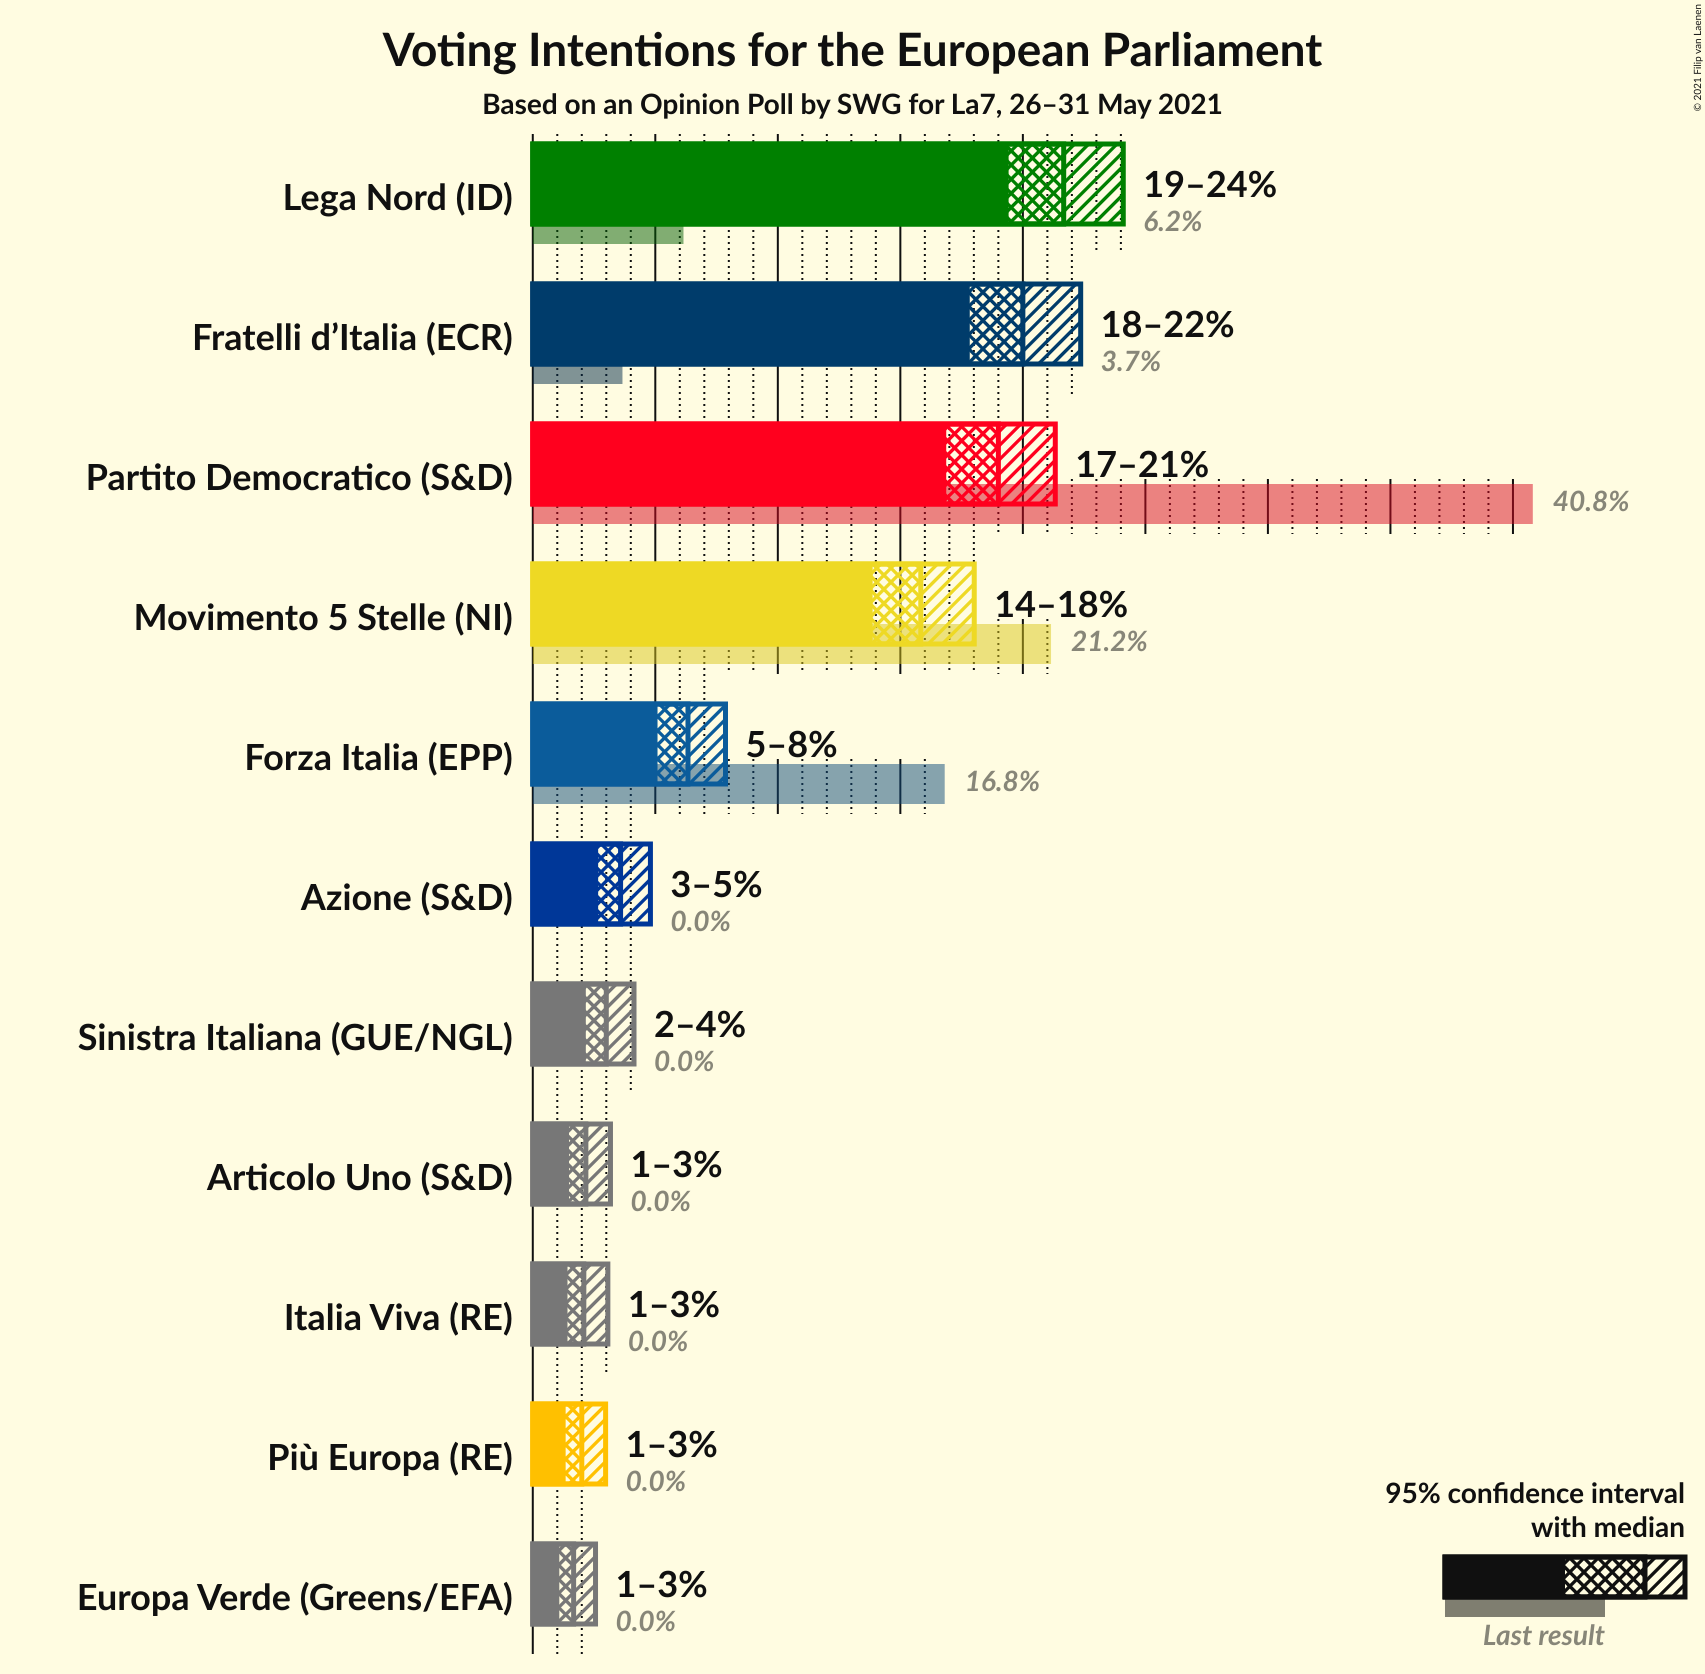 Voting Intentions for the European Parliament
Based on an Opinion Poll by SWG for La7, 26–31 May 2021
© 2021 Filip van Laenen
Lega Nord (ID)
19–24%
6.2%
Fratelli d’Italia (ECR)
18–22%
3.7%
Partito Democratico (S&D)
17–21%
40.8%
Movimento 5 Stelle (NI)
14–18%
21.2%
Forza Italia (EPP)
5–8%
16.8%
Azione (S&D)
3–5%
0.0%
Sinistra Italiana (GUE/NGL)
2–4%
0.0%
Articolo Uno (S&D)
1–3%
0.0%
Italia Viva (RE)
1–3%
0.0%
Più Europa (RE)
1–3%
0.0%
Europa Verde (Greens/EFA)
1–3%
0.0%
95% confidence interval
with median
Last result